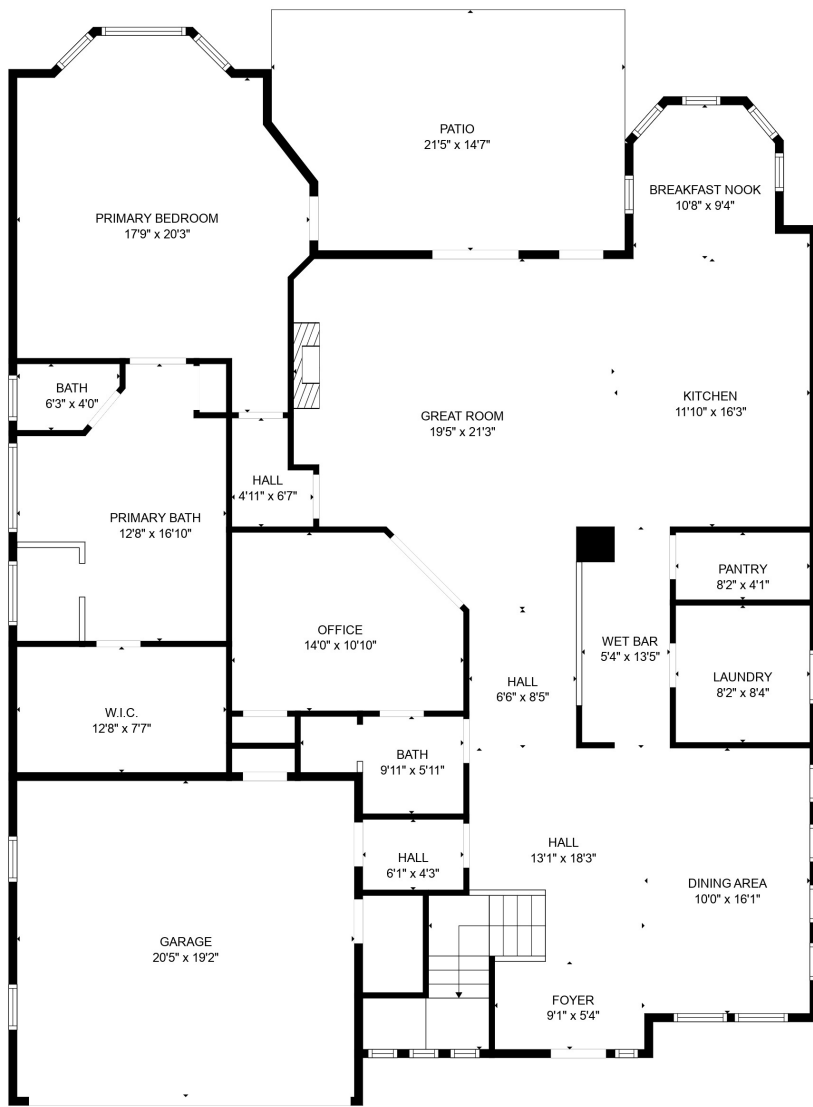 PATIO
21'5" x 14'7"
BREAKFAST NOOK
10'8" x 9'4"
PRIMARY BEDROOM
17'9" x 20'3"
BATH
6'3" x 4'0"
KITCHEN
11'10" x 16'3"
GREAT ROOM
19'5" x 21'3"
HALL
4'11" x 6'7"
PRIMARY BATH
12'8" x 16'10"
PANTRY
8'2" x 4'1"
OFFICE
14'0" x 10'10"
WET BAR
5'4" x 13'5"
HALL
6'6" x 8'5"
LAUNDRY
8'2" x 8'4"
W.I.C.
12'8" x 7'7"
BATH
9'11" x 5'11"
HALL
13'1" x 18'3"
HALL
6'1" x 4'3"
DINING AREA
10'0" x 16'1"
GARAGE
20'5" x 19'2"
FOYER
9'1" x 5'4"